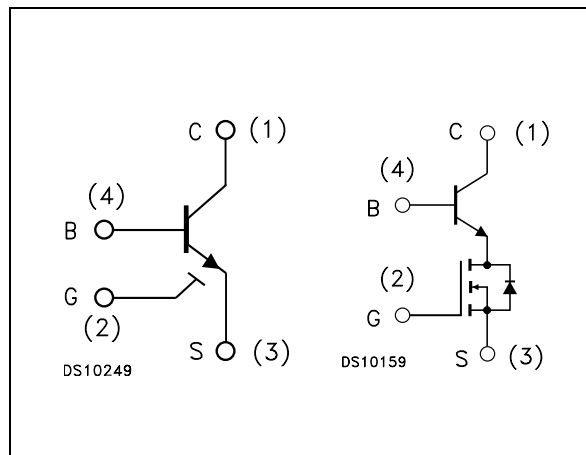 C (1)
(4)
B
G
(2)
S (3)
DS10249
C (1)
(4)
B
(2)
G
S (3)
DS10159